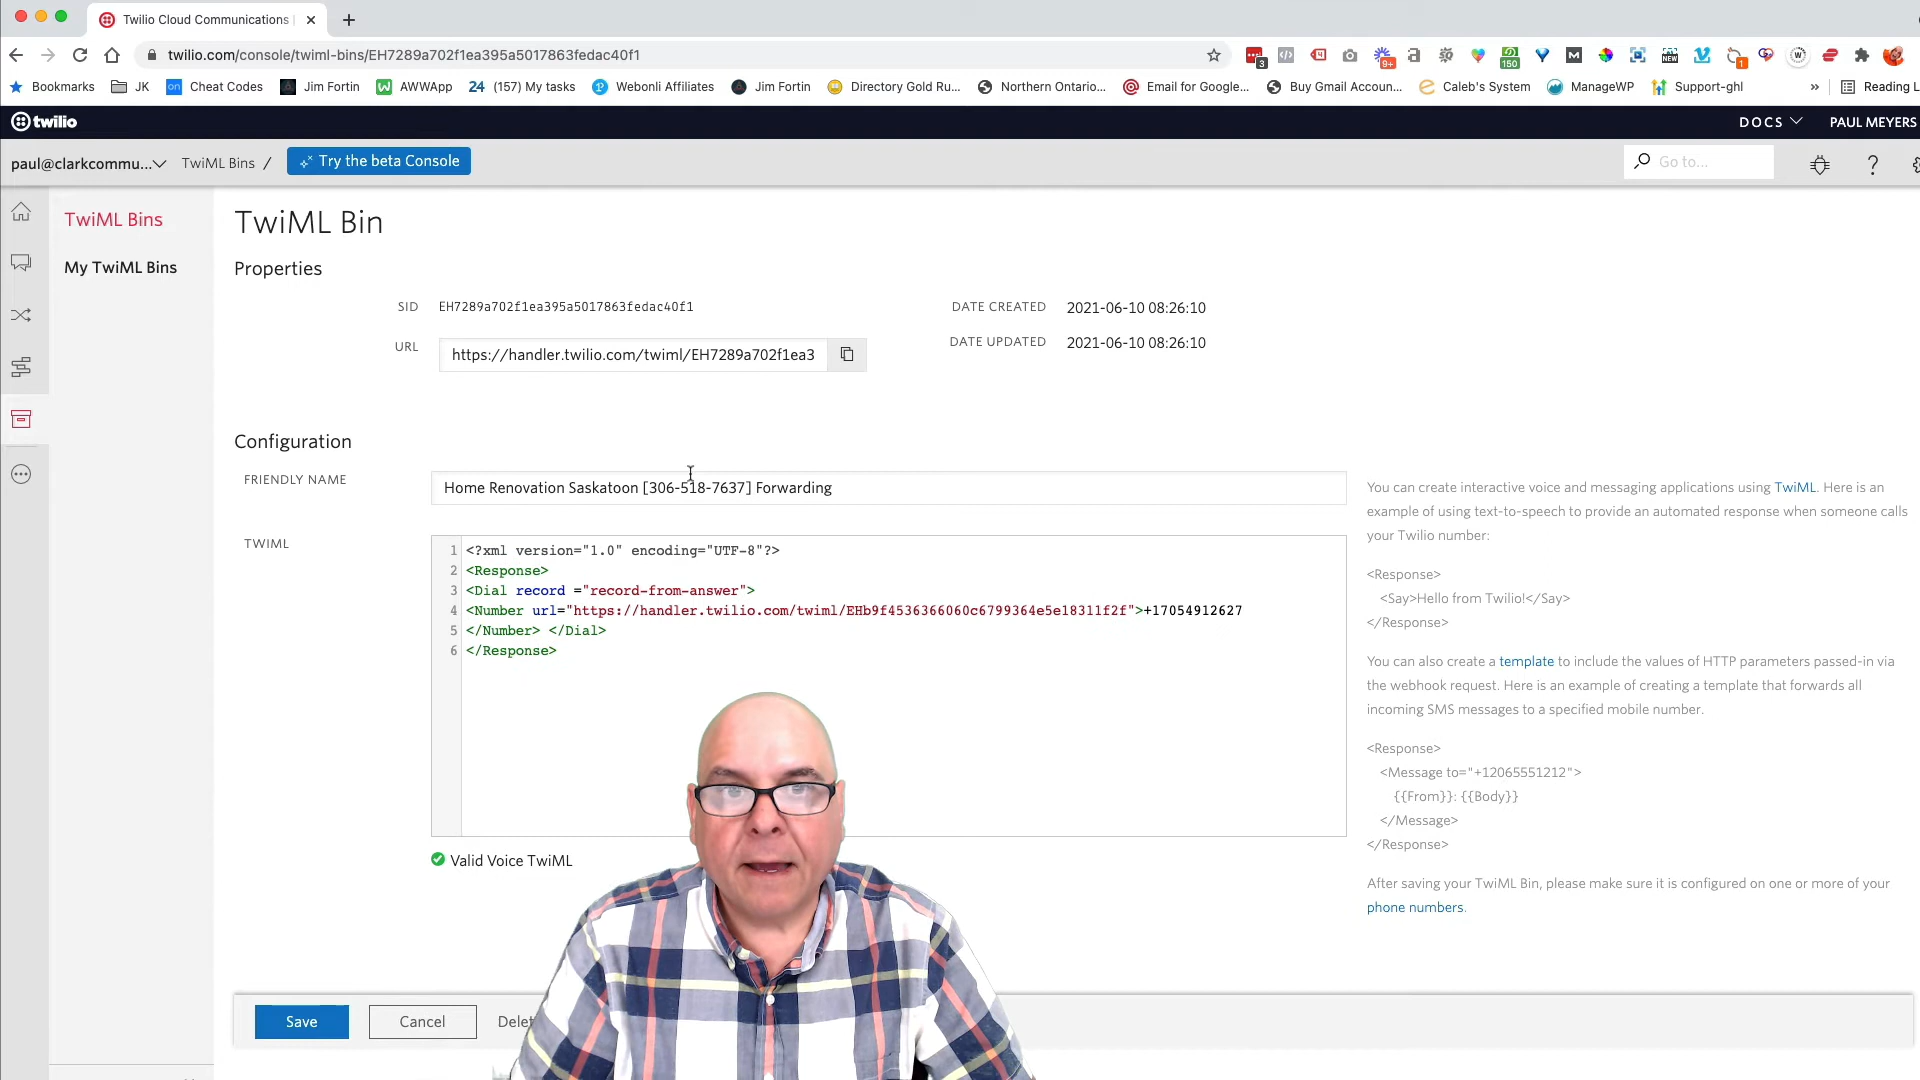 Twilio Cloud Communications |
twilio.com/console/twiml-bins/EH7289a702f1ea395a5017863fedac40f1
3
9+
150
NEW
1
Bookmarks JK Cheat Codes Jim Fortin AWWApp 24 (157) My tasks Webonli Affiliates Jim Fortin Directory Gold Ru... Northern Ontario... Email for Google... Buy Gmail Accoun... Caleb's System ManageWP Support-ghl » Reading L
twilio DOCS PAUL MEYERS
paul@clarkcommu... TwiML Bins / Try the beta Console Go to...
TwiML Bins
My TwiML Bins
TwiML Bin
Properties
SID EH7289a702f1ea395a5017863fedac40f1
URL https://handler.twilio.com/twiml/EH7289a702f1ea3
DATE CREATED 2021-06-10 08:26:10
DATE UPDATED 2021-06-10 08:26:10
Configuration
FRIENDLY NAME Home Renovation Saskatoon [306-518-7637] Forwarding
TWIML
1 <?xml version="1.0" encoding="UTF-8"?>
2 <Response>
3 <Dial record ="record-from-answer">
4 <Number url="https://handler.twilio.com/twiml/EHb9f4536366060c6799364e5e18311f2f">+17054912627
5 </Number> </Dial>
6 </Response>
Valid Voice TwiML
You can create interactive voice and messaging applications using TwiML. Here is an
example of using text-to-speech to provide an automated response when someone calls
your Twilio number:
<Response>
<Say>Hello from Twilio!</Say>
</Response>
You can also create a template to include the values of HTTP parameters passed-in via
the webhook request. Here is an example of creating a template that forwards all
incoming SMS messages to a specified mobile number.
<Response>
<Message to="+12065551212">
{{From}}: {{Body}}
</Message>
</Response>
After saving your TwiML Bin, please make sure it is configured on one or more of your
phone numbers.
Save Cancel Delet